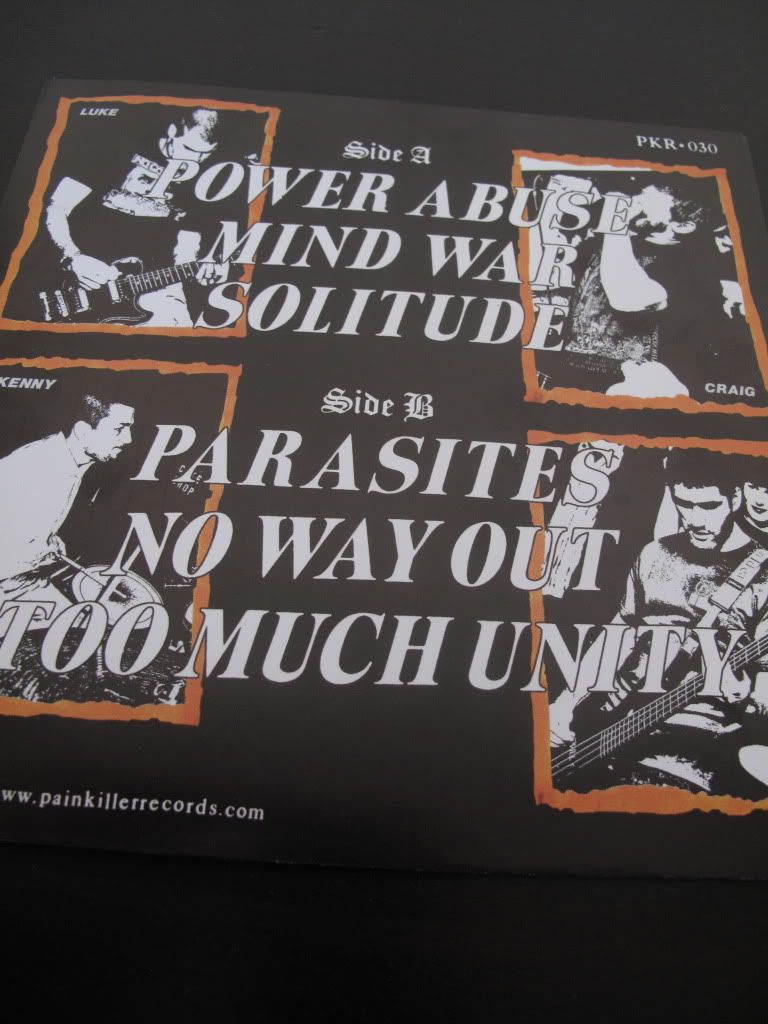 LUKE
PKR•030
Side A
POWER ABUSE
MIND WAR
SOLITUDE
CRAIG
KENNY
Side B
PARASITES
NO WAY OUT
TOO MUCH UNITY
ww.painkillerrecords.com